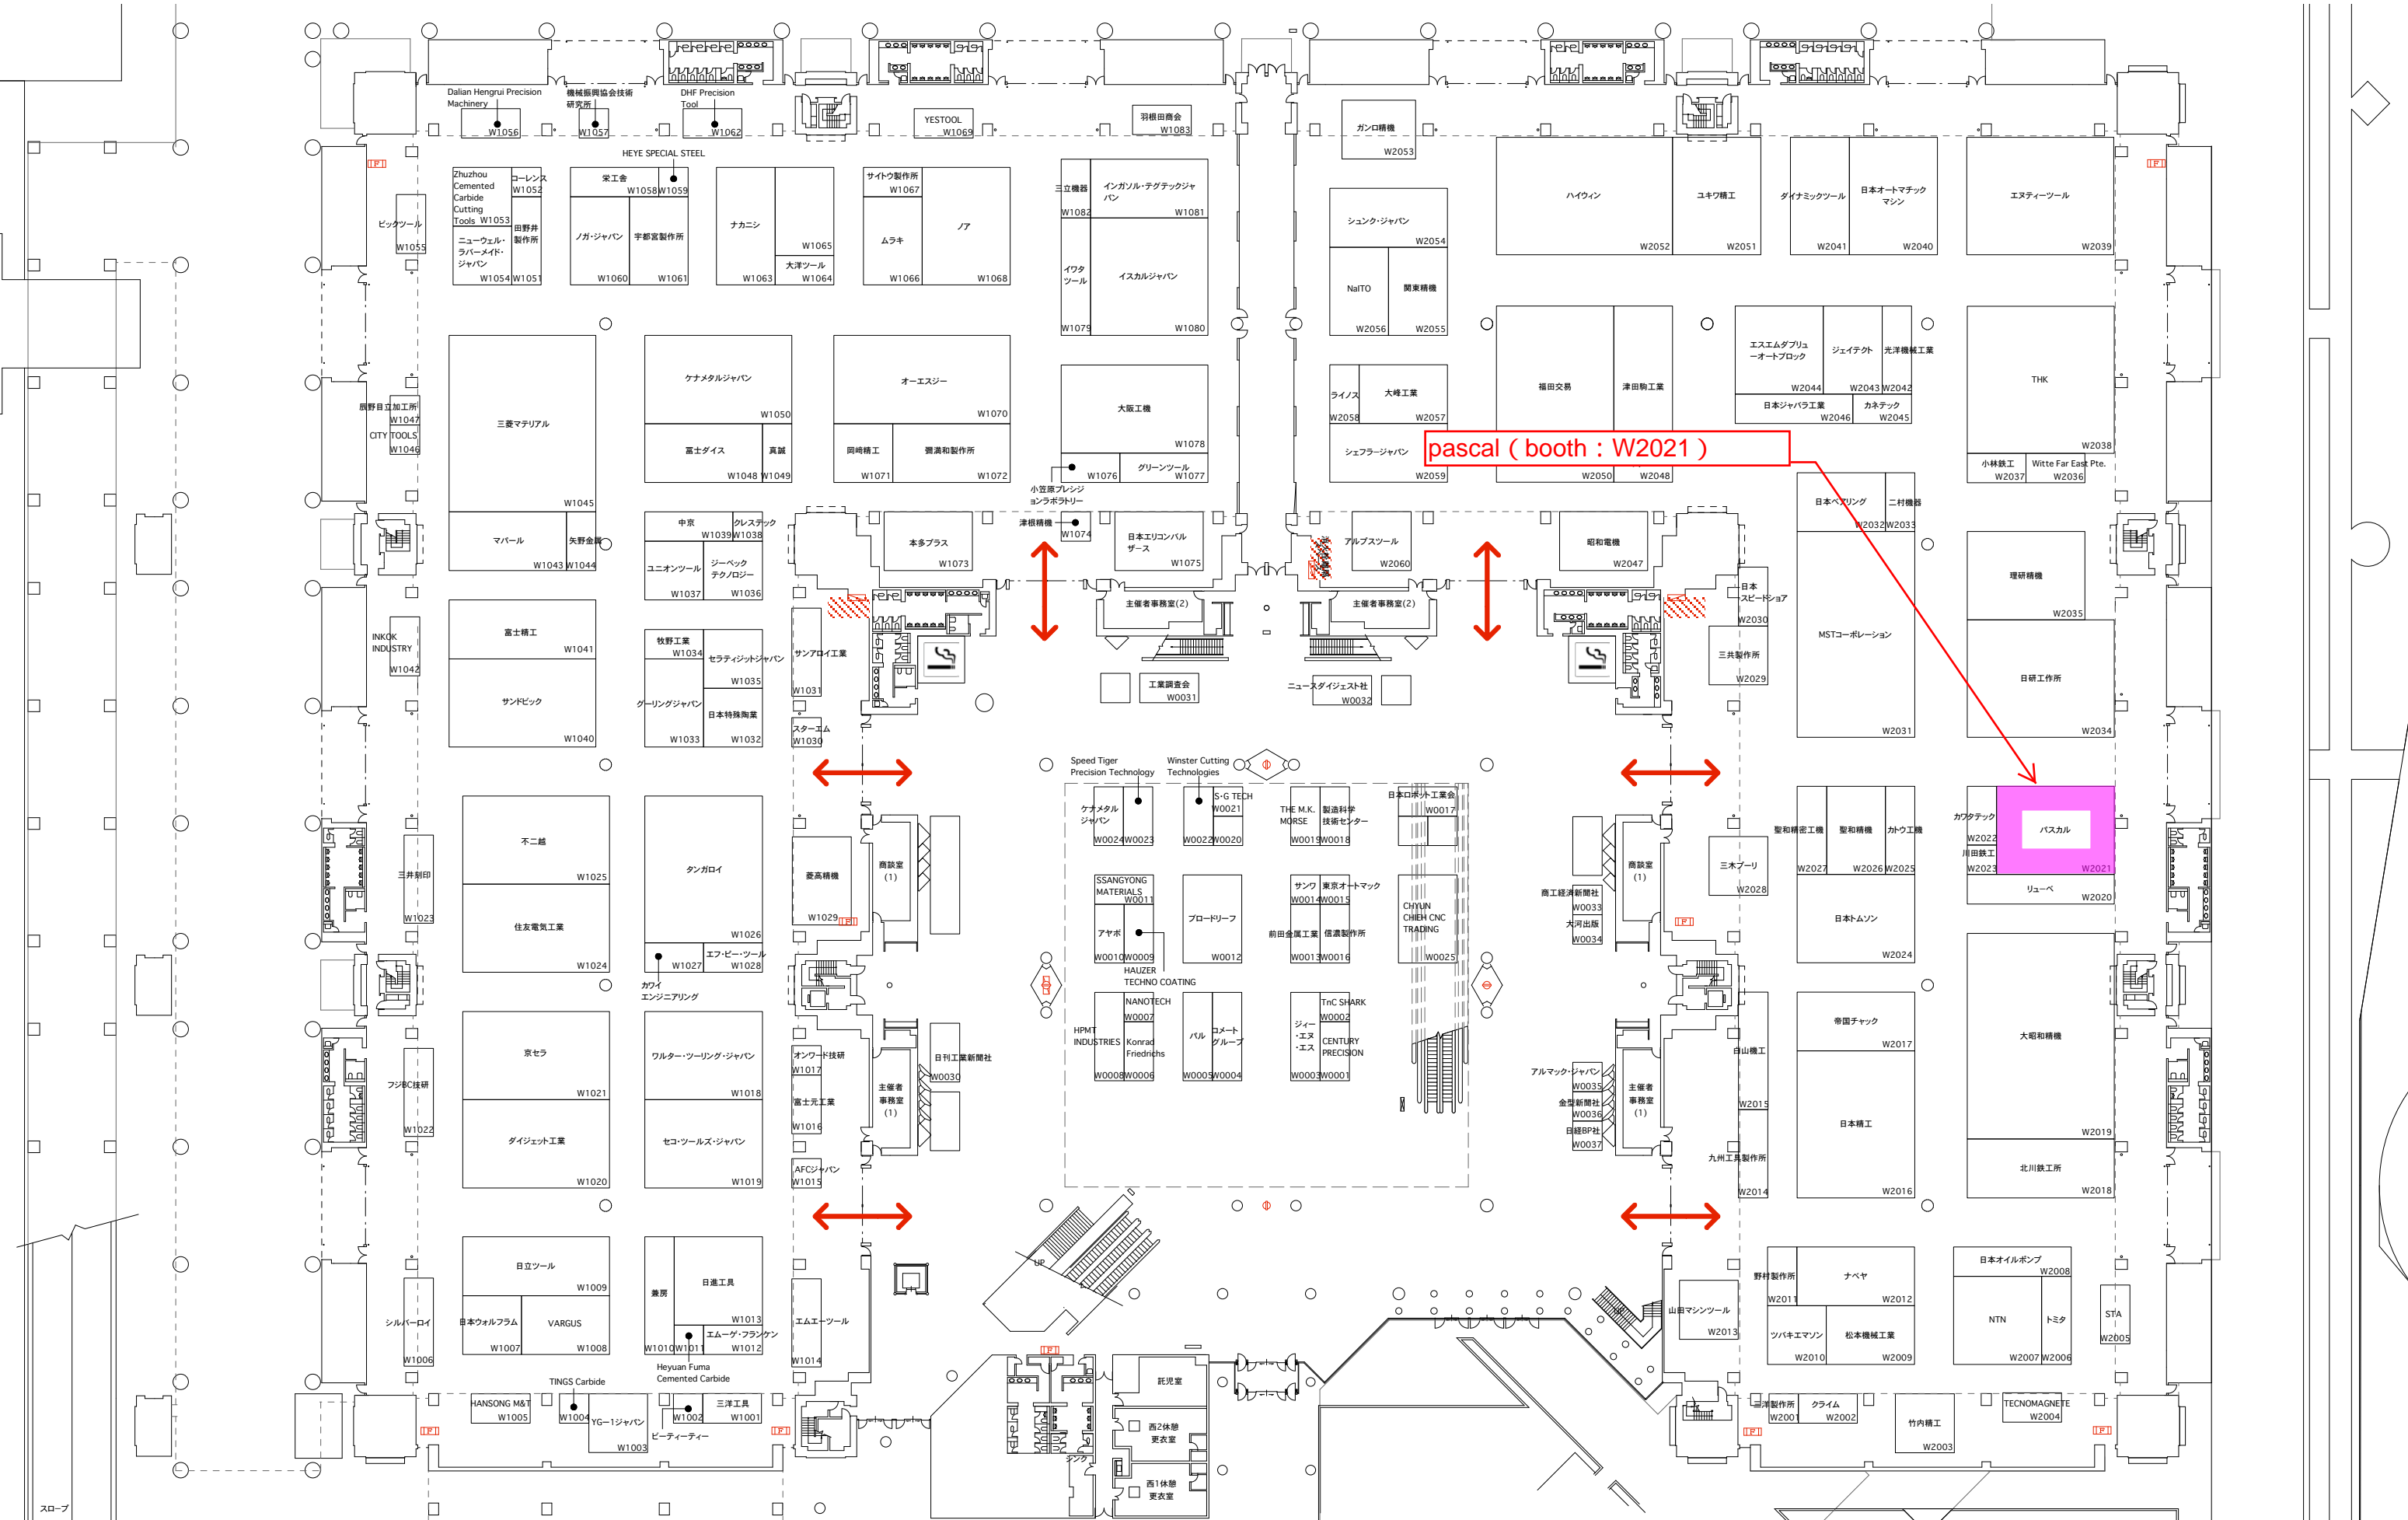 Dalian Hengrui Precision
Machinery
W1056
機械振興協会技術
研究所
W1057
DHF Precision
Tool
W1062
YESTOOL
W1069
羽根田商会
W1083
ガンロ精機
W2053
HEYE SPECIAL STEEL
Zhuzhou
Cemented
Carbide
Cutting
Tools W1053
コーレンス
W1052
ニューウェル・
ラバーメイド・
ジャパン
W1054
田野井
製作所
W1051
ビックツール
W1055
栄工舎
W1058
W1059
ノガ・ジャパン
W1060
宇都宮製作所
W1061
ナカニシ
W1063
W1065
大洋ツール
W1064
サイトウ製作所
W1067
ムラキ
W1066
ノア
W1068
三立機器
W1082
インガソル・テグテックジャ
パン
W1081
イワタ
ツール
W1079
イスカルジャパン
W1080
シュンク・ジャパン
W2054
NaITO
W2056
関東精機
W2055
ハイウィン
W2052
ユキワ精工
W2051
ダイナミックツール
W2041
日本オートマチック
マシン
W2040
エヌティーツール
W2039
辰野目立加工所
W1047
CITY TOOLS
W1046
三菱マテリアル
W1045
マパール
W1043
矢野金属
W1044
ケナメタルジャパン
W1050
冨士ダイス
W1048
真誠
W1049
オーエスジー
W1070
岡﨑精工
W1071
彌満和製作所
W1072
大阪工機
W1078
W1076
グリーンツール
W1077
小笠原プレシジ
ョンラボラトリー
ライノス
W2058
大峰工業
W2057
シェフラージャパン
W2059
福田交易
W2050
津田駒工業
W2048
エスエムダブリュ
ーオートブロック
W2044
ジェイテクト
W2043
光洋機械工業
W2042
日本ジャバラ工業
W2046
カネテック
W2045
THK
W2038
小林鉄工
W2037
Witte Far East Pte.
W2036
pascal（booth：W2021）
日本ベアリング
W2032
二村機器
W2033
中京
W1039
クレステック
W1038
ユニオンツール
W1037
ジーベック
テクノロジー
W1036
本多プラス
W1073
津根精機
W1074
日本エリコンバル
ザース
W1075
アルプスツール
W2060
昭和電機
W2047
日本
スピードショア
W2030
MSTコーポレーション
W2031
理研精機
W2035
日研工作所
W2034
主催者事務室(2)
主催者事務室(2)
INKOK
INDUSTRY
W1042
富士精工
W1041
サンドビック
W1040
牧野工業
W1034
セラティジットジャパン
W1035
グーリングジャパン
W1033
日本特殊陶業
W1032
サンアロイ工業
W1031
スターエム
W1030
工業調査会
W0031
ニュースダイジェスト社
W0032
三共製作所
W2029
Speed Tiger
Precision Technology
Winster Cutting
Technologies
ケナメタル
ジャパン
W0024
W0023
W0022
S・G TECH
W0021
W0020
THE M.K.
MORSE
W0019
製造科学
技術センター
W0018
日本ロボット工業会
W0017
不二越
W1025
住友電気工業
W1024
三井刻印
W1023
タンガロイ
W1026
W1027
エフ・ピー・ツール
W1028
カワイ
エンジニアリング
菱高精機
W1029
商談室
(1)
SSANGYONG
MATERIALS
W0011
アヤボ
W0010
W0009
HAUZER
TECHNO COATING
ブロードリーフ
W0012
サンワ
W0014
東京オートマック
W0015
前田金属工業
W0013
信濃製作所
W0016
CHYUN
CHIEH CNC
TRADING
W0025
商談室
(1)
商工経済新聞社
W0033
大河出版
W0034
三木プーリ
W2028
聖和精密工機
W2027
聖和精機
W2026
カトウ工機
W2025
日本トムソン
W2024
カワタテック
W2022
川田鉄工
W2023
パスカル
W2021
リューベ
W2020
HPMT
INDUSTRIES
W0008
NANOTECH
W0007
Konrad
Friedrichs
W0006
パル
W0005
コメート
グループ
W0004
ジィー
・エヌ
・エス
W0003
TnC SHARK
W0002
CENTURY
PRECISION
W0001
フジBC技研
W1022
京セラ
W1021
ダイジェット工業
W1020
ワルター・ツーリング・ジャパン
W1018
セコ・ツールズ・ジャパン
W1019
オンワード技研
W1017
富士元工業
W1016
AFCジャパン
W1015
主催者
事務室
(1)
日刊工業新聞社
W0030
アルマック・ジャパン
W0035
金型新聞社
W0036
日経BP社
W0037
主催者
事務室
(1)
白山機工
W2015
九州工具製作所
W2014
帝国チャック
W2017
日本精工
W2016
大昭和精機
W2019
北川鉄工所
W2018
UP
UP
シルバーロイ
W1006
日立ツール
W1009
日本ウォルフラム
W1007
VARGUS
W1008
兼房
W1010
日進工具
W1013
W1011
エムーゲ・フランケン
W1012
Heyuan Fuma
Cemented Carbide
エムエーツール
W1014
山田マシンツール
W2013
野村製作所
W2011
ナベヤ
W2012
ツバキエマソン
W2010
松本機械工業
W2009
日本オイルポンプ
W2008
NTN
W2007
トミタ
W2006
STA
W2005
HANSONG M&T
W1005
TINGS Carbide
W1004
YGー1ジャパン
W1003
W1002
ピーティーティー
三洋工具
W1001
託児室
西2休憩
更衣室
西1休憩
更衣室
シンク
三洋製作所
W2001
クライム
W2002
竹内精工
W2003
TECNOMAGNETE
W2004
スロープ